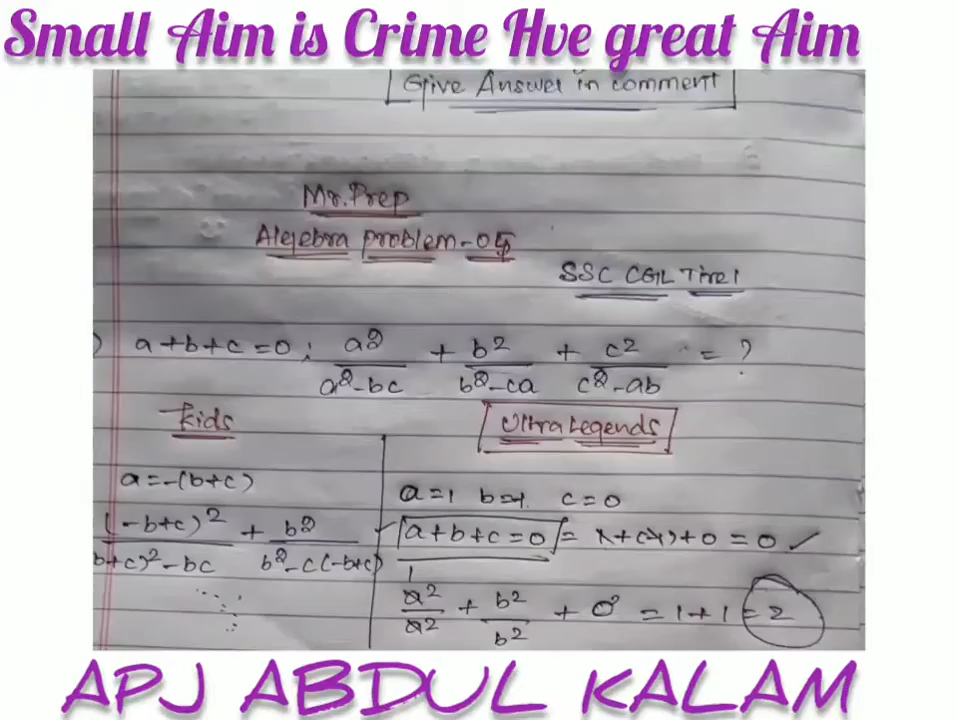 Small Aim is Crime Hve great Aim
Give Answer in comment
Mr. Prep
Algebra problem-05
SSC CGL Tire 1
) a+b+c=0; a²/(a²-bc) + b²/(b²-ca) + c²/(c²-ab) = ?
Kids
Ultra Legends
a=-(b+c)
(-b+c)²/(b+c)²-bc + b²/(b²-c(-b+c))
a=1 b=-1 c=0
a+b+c=0 = 1+(-1)+0=0 ✓
a²/a² + b²/b² + 0 = 1+1=2
APJ ABDUL KALAM